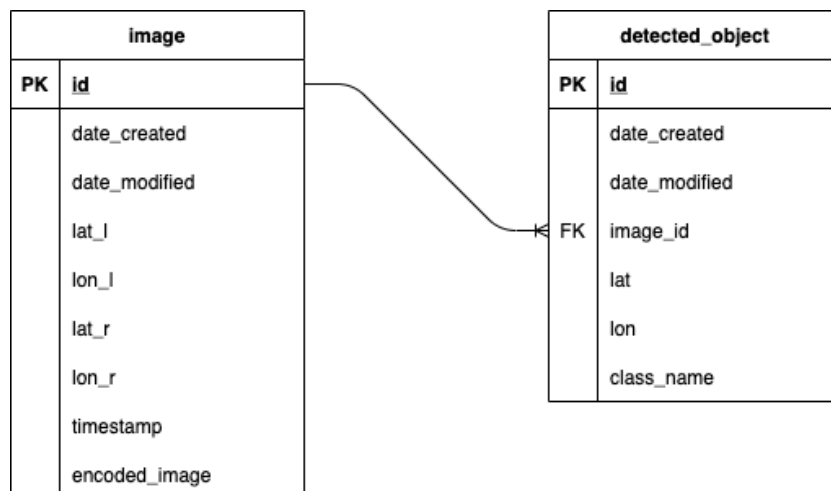 image
PK id
date_created
date_modified
lat_l
lon_l
lat_r
lon_r
timestamp
encoded_image
detected_object
PK id
date_created
date_modified
FK image_id
lat
lon
class_name